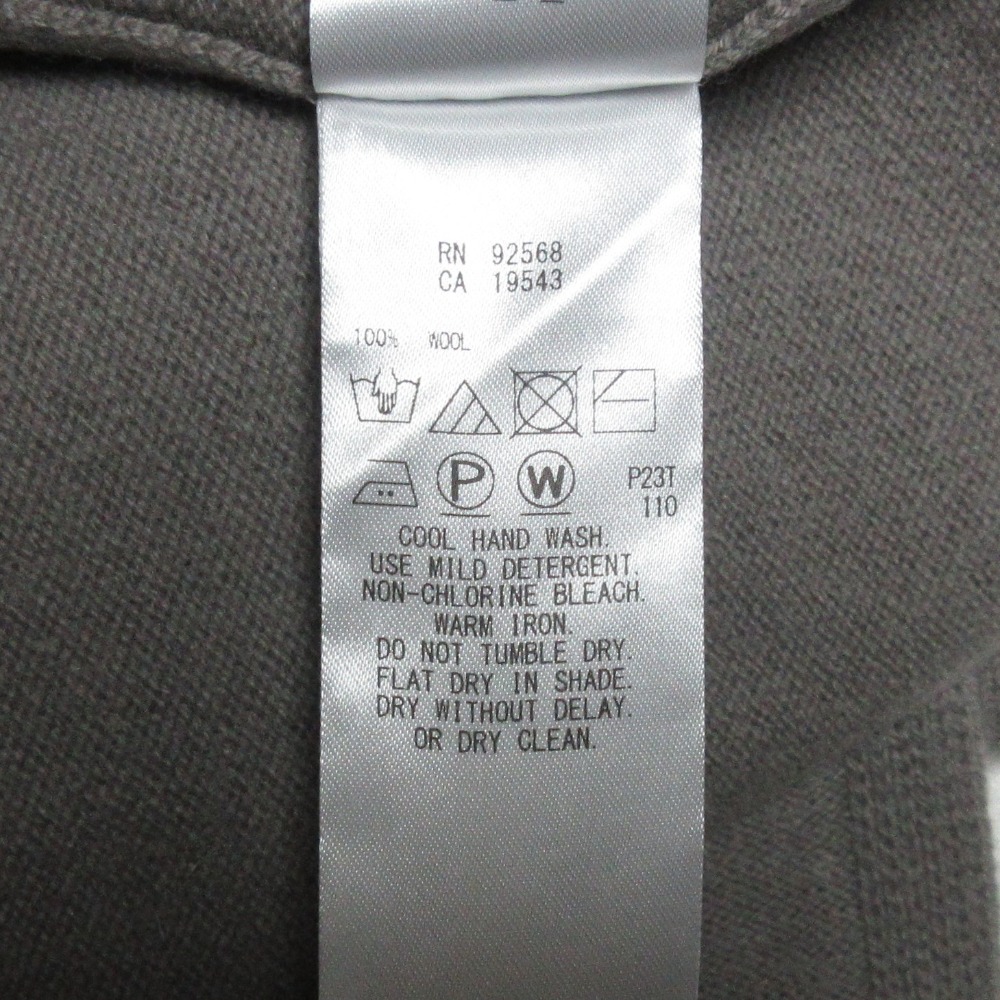 RN 92568
CA 19543
100% WOOL
P W P23T
110
COOL HAND WASH.
USE MILD DETERGENT.
NON-CHLORINE BLEACH.
WARM IRON.
DO NOT TUMBLE DRY.
FLAT DRY IN SHADE.
DRY WITHOUT DELAY.
OR DRY CLEAN.